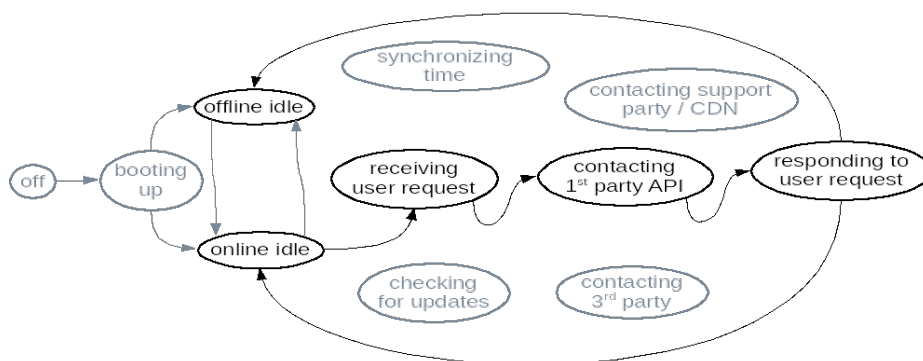 synchronizing
time
contacting support
party / CDN
offline idle
off
booting
up
receiving
user request
contacting
1st party API
responding to
user request
online idle
checking
for updates
contacting
3rd party